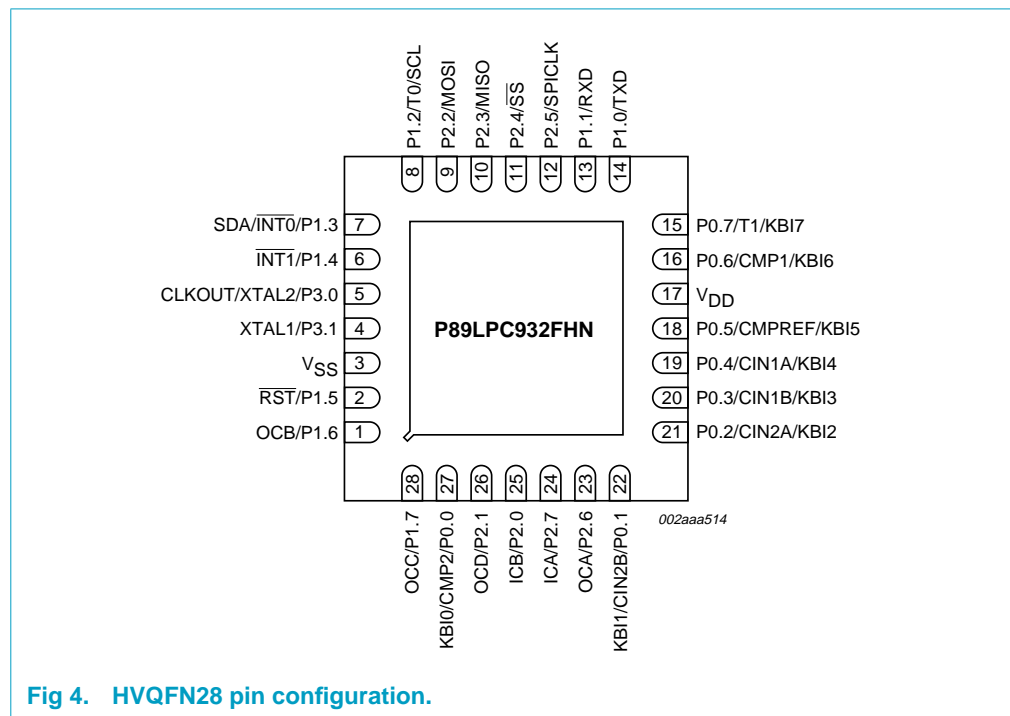 P1.2/T0/SCL
P2.2/MOSI
P2.3/MISO
P2.4/S̅S̅
P2.5/SPICLK
P1.1/RXD
P1.0/TXD
8
9
10
11
12
13
14
SDA/I̅N̅T̅0̅/P1.3 7
I̅N̅T̅1̅/P1.4 6
CLKOUT/XTAL2/P3.0 5
XTAL1/P3.1 4
VSS 3
R̅S̅T̅/P1.5 2
OCB/P1.6 1
P89LPC932FHN
15 P0.7/T1/KBI7
16 P0.6/CMP1/KBI6
17 VDD
18 P0.5/CMPREF/KBI5
19 P0.4/CIN1A/KBI4
20 P0.3/CIN1B/KBI3
21 P0.2/CIN2A/KBI2
28
27
26
25
24
23
22
OCC/P1.7
KBI0/CMP2/P0.0
OCD/P2.1
ICB/P2.0
ICA/P2.7
OCA/P2.6
KBI1/CIN2B/P0.1
002aaa514
Fig 4. HVQFN28 pin configuration.